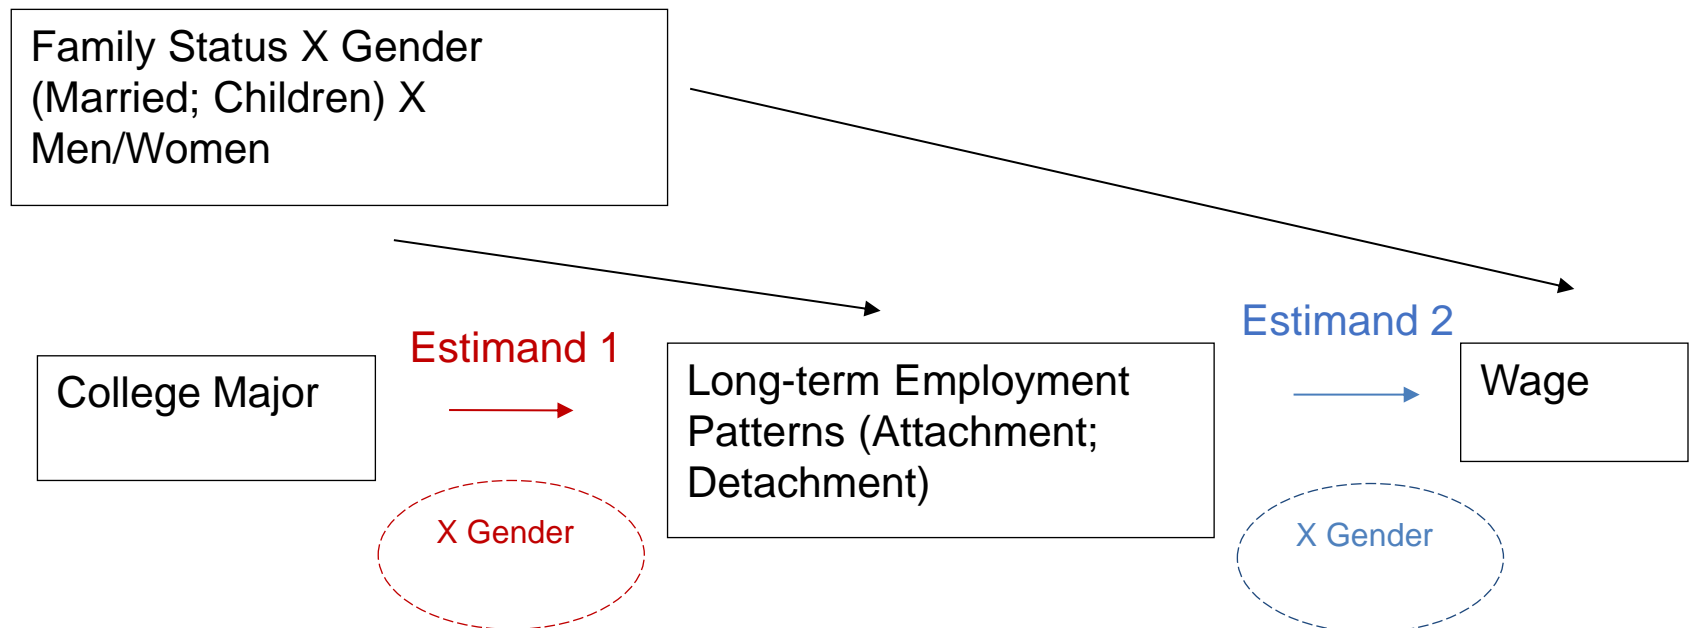 Family Status X Gender
(Married; Children) X
Men/Women
Estimand 1
Estimand 2
College Major
Long-term Employment
Patterns (Attachment;
Detachment)
Wage
X Gender
X Gender